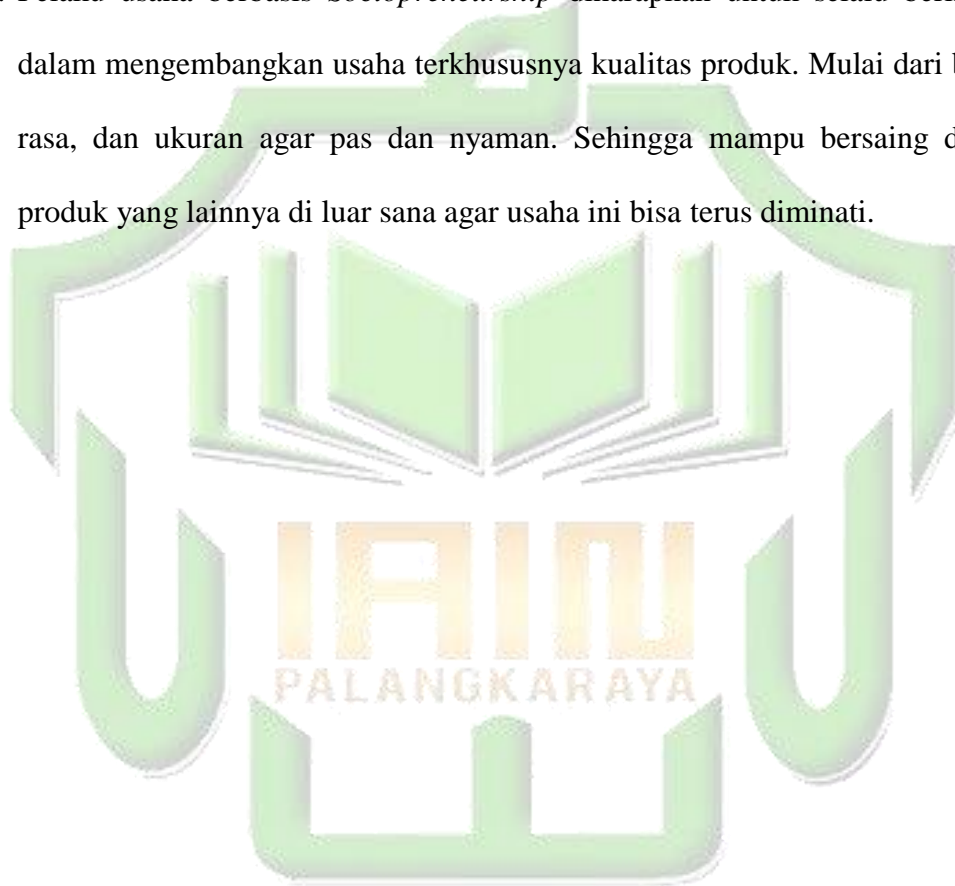 Pelaku usaha berbasis Sociopreneurship diharapkan untuk selalu
dalam mengembangkan usaha terkhususnya kualitas produk. Mulai dari
rasa, dan ukuran agar pas dan nyaman. Sehingga mampu bersaing
produk yang lainnya di luar sana agar usaha ini bisa terus diminati.
IAIN
PALANGKARAYA